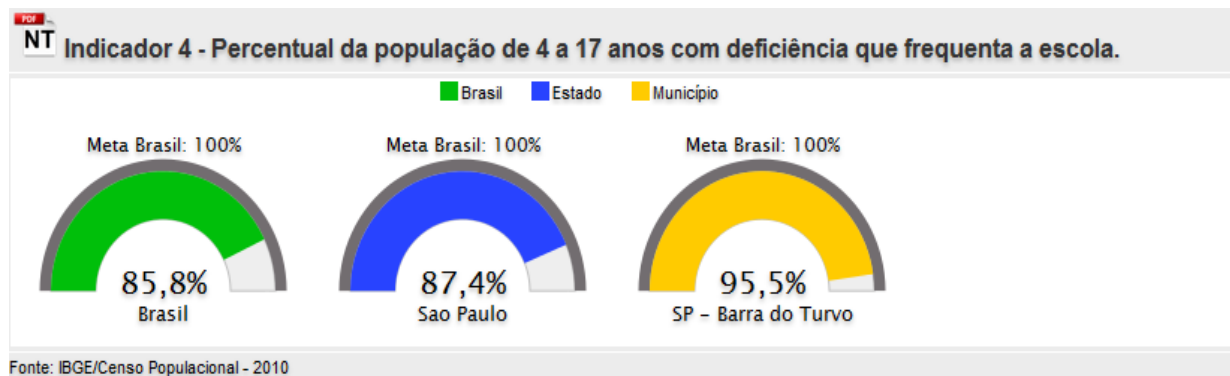 PDF
NT
Indicador 4 - Percentual da população de 4 a 17 anos com deficiência que frequenta a escola.
Brasil Estado Município
Meta Brasil: 100% Meta Brasil: 100% Meta Brasil: 100%
85,8% 87,4% 95,5%
Brasil Sao Paulo SP - Barra do Turvo
Fonte: IBGE/Censo Populacional - 2010